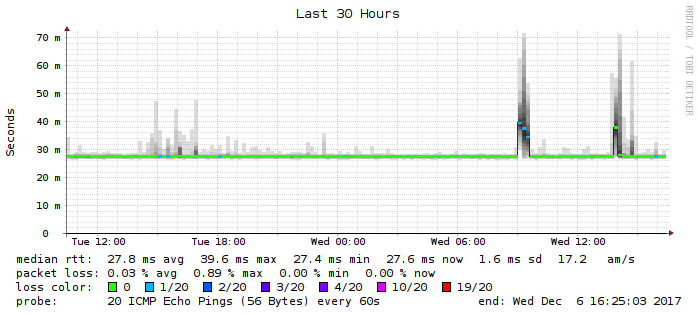 Last 30 Hours
RRDTOOL / TOBI OETIKER
Seconds
70 m
60 m
50 m
40 m
30 m
20 m
10 m
0
Tue 12:00 Tue 18:00 Wed 00:00 Wed 06:00 Wed 12:00
median rtt: 27.8 ms avg 39.6 ms max 27.4 ms min 27.6 ms now 1.6 ms sd 17.2 am/s
packet loss: 0.03 % avg 0.89 % max 0.00 % min 0.00 % now
loss color: 0 1/20 2/20 3/20 4/20 10/20 19/20
probe: 20 ICMP Echo Pings (56 Bytes) every 60s end: Wed Dec 6 16:25:03 2017